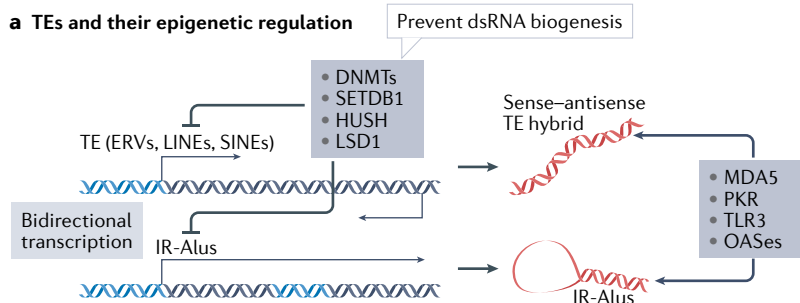 a TEs and their epigenetic regulation
Prevent dsRNA biogenesis
• DNMTs
• SETDB1
• HUSH
• LSD1
TE (ERVs, LINEs, SINEs)
Sense–antisense
TE hybrid
• MDA5
• PKR
• TLR3
• OASes
Bidirectional
transcription
IR-Alus
IR-Alus